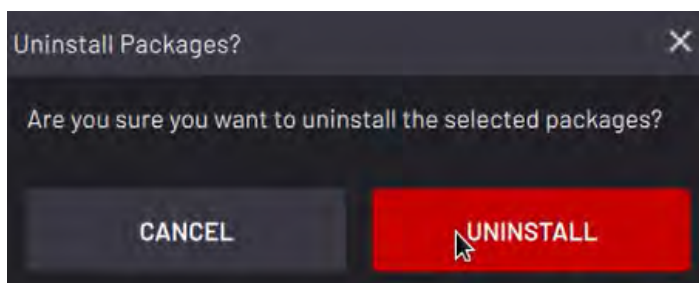 Uninstall Packages?
Are you sure you want to uninstall the selected packages?
CANCEL
UNINSTALL